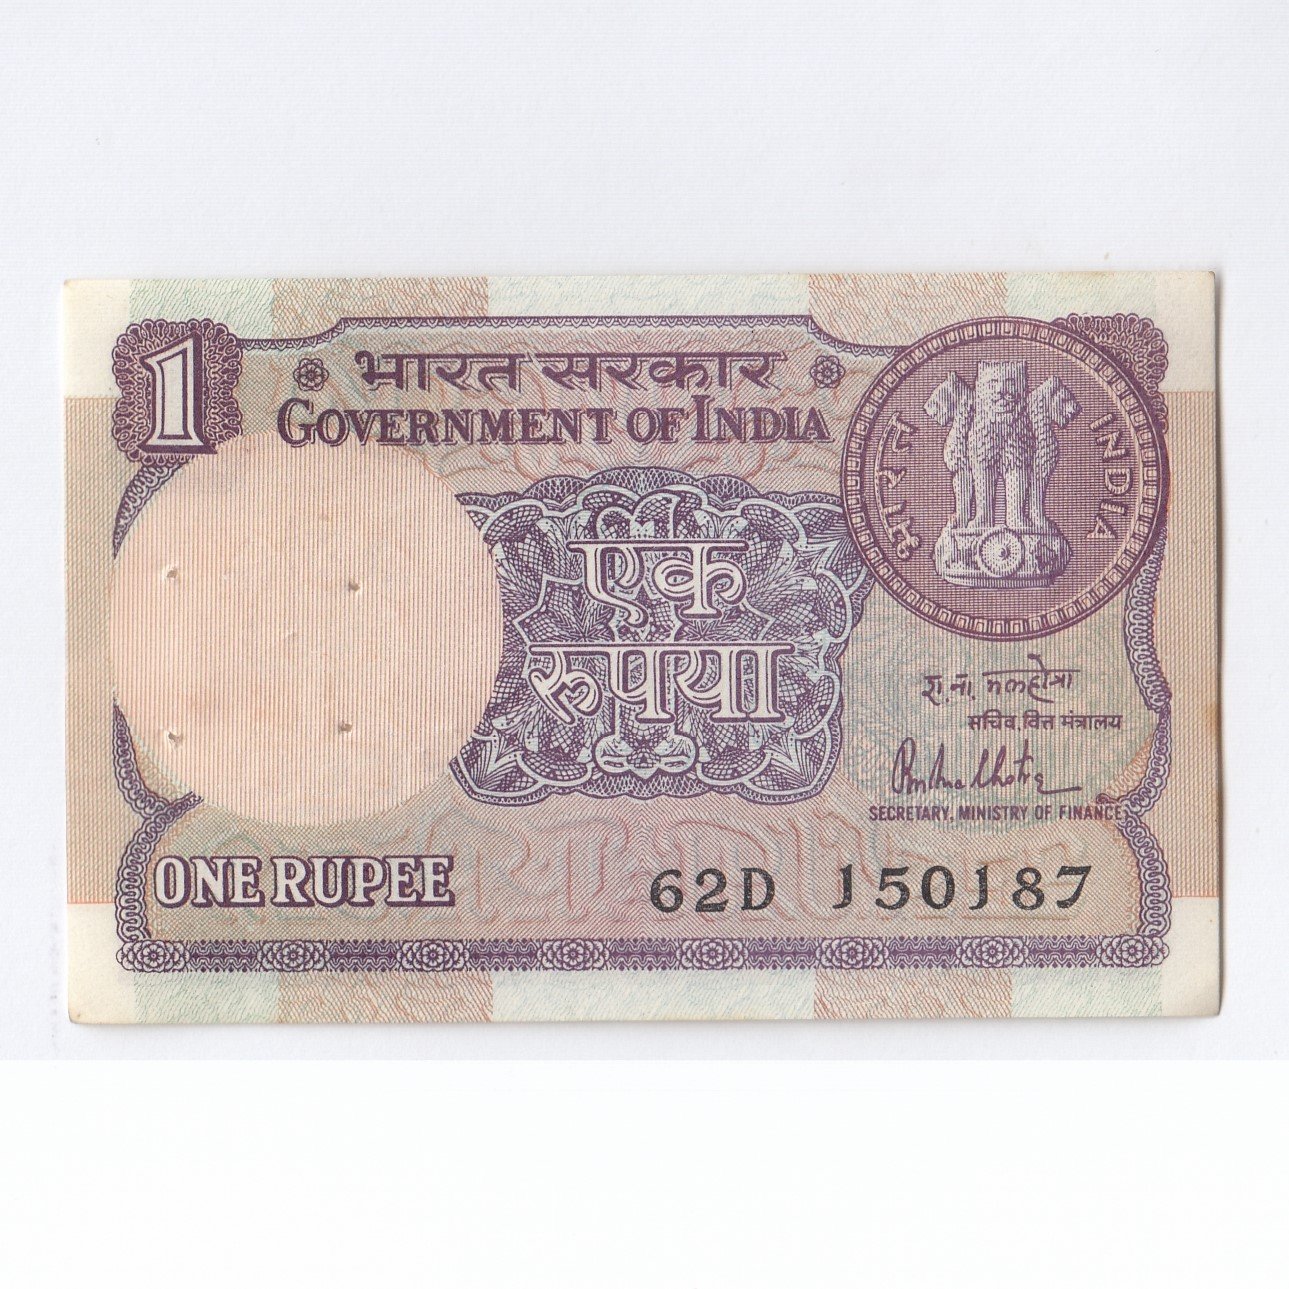 1
भारत सरकार
GOVERNMENT OF INDIA
भारत
INDIA
एक
रुपया
रा. ना. मल्होत्रा
सचिव, वित्त मंत्रालय
SECRETARY, MINISTRY OF FINANCE
ONE RUPEE
62D 150187